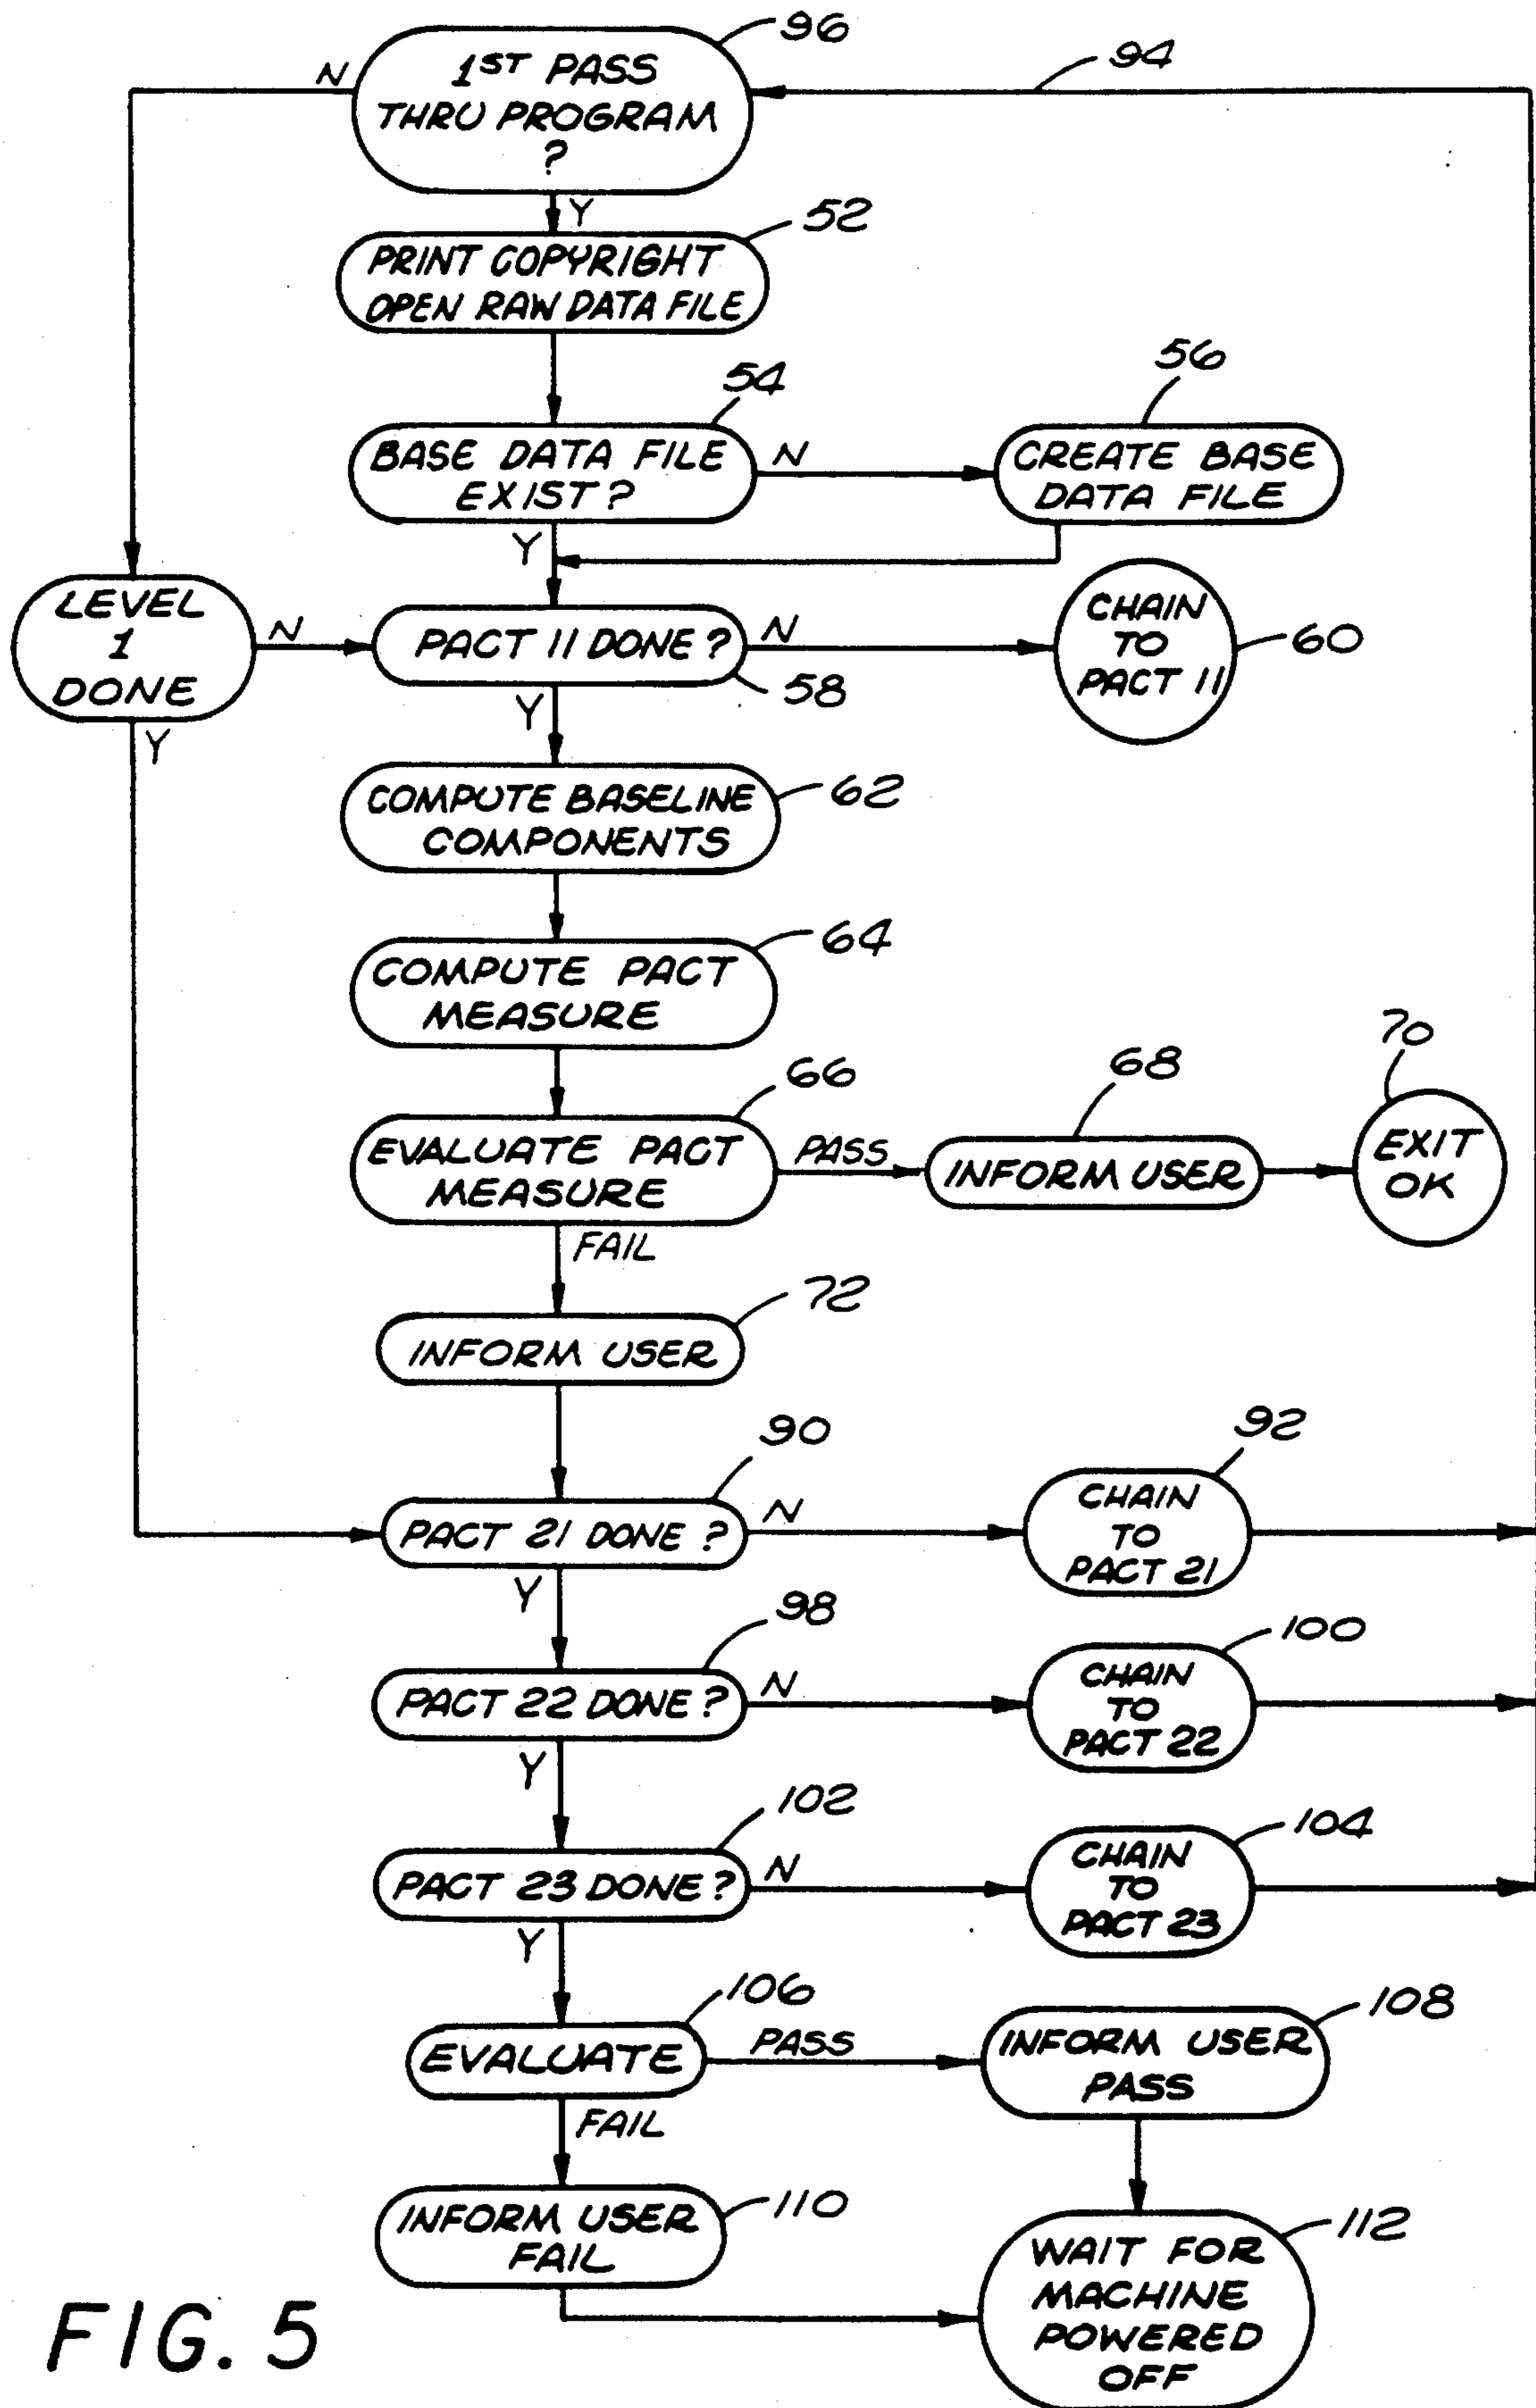 96
94
N
1ST PASS
THRU PROGRAM
?
Y
52
PRINT COPYRIGHT
OPEN RAW DATA FILE
54
56
BASE DATA FILE
EXIST?
N
CREATE BASE
DATA FILE
Y
LEVEL
1
DONE
N
PACT 11 DONE?
N
58
CHAIN
TO
PACT 11
60
Y
Y
COMPUTE BASELINE
COMPONENTS
62
COMPUTE PACT
MEASURE
64
66
68
70
EVALUATE PACT
MEASURE
PASS
INFORM USER
EXIT
OK
FAIL
72
INFORM USER
90
92
PACT 21 DONE?
N
CHAIN
TO
PACT 21
Y
98
100
PACT 22 DONE?
N
CHAIN
TO
PACT 22
Y
102
104
PACT 23 DONE?
N
CHAIN
TO
PACT 23
Y
106
108
EVALUATE
PASS
INFORM USER
PASS
FAIL
110
112
INFORM USER
FAIL
WAIT FOR
MACHINE
POWERED
OFF
FIG. 5